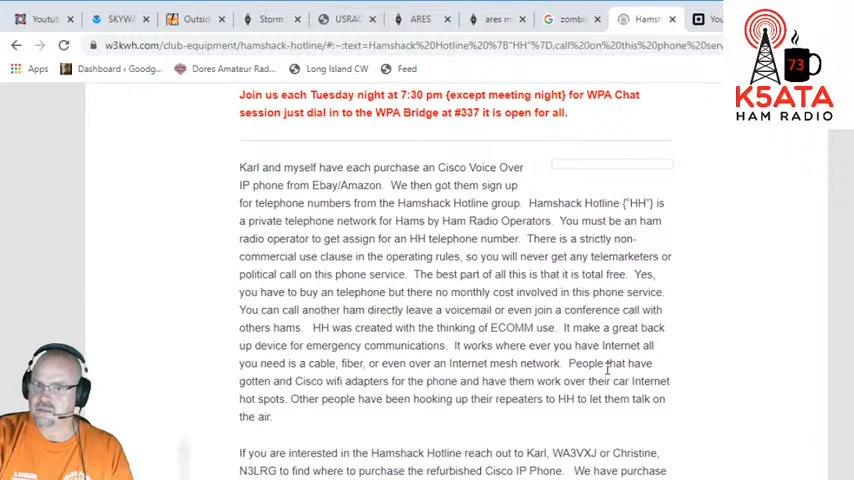 Youtub
SKYW
Outsid
Storm
USRAC
ARES
ares m
zombi
Hamsh
You
w3kwh.com/club-equipment/hamshack-hotline/#:~:text=Hamshack%20Hotline%20%7B"HH"%7D,call%20on%20this%20phone%20serv
Apps
Dashboard ‹ Goodg...
Dores Amateur Rad...
Long Island CW
Feed
73
K5ATA
HAM RADIO
Join us each Tuesday night at 7:30 pm {except meeting night} for WPA Chat
session just dial in to the WPA Bridge at #337 it is open for all.
Karl and myself have each purchase an Cisco Voice Over
IP phone from Ebay/Amazon. We then got them sign up
for telephone numbers from the Hamshack Hotline group. Hamshack Hotline {"HH"} is
a private telephone network for Hams by Ham Radio Operators. You must be an ham
radio operator to get assign for an HH telephone number. There is a strictly non-
commercial use clause in the operating rules, so you will never get any telemarketers or
political call on this phone service. The best part of all this is that it is total free. Yes,
you have to buy an telephone but there no monthly cost involved in this phone service.
You can call another ham directly leave a voicemail or even join a conference call with
others hams. HH was created with the thinking of ECOMM use. It make a great back
up device for emergency communications. It works where ever you have Internet all
you need is a cable, fiber, or even over an Internet mesh network. People that have
gotten and Cisco wifi adapters for the phone and have them work over their car Internet
hot spots. Other people have been hooking up their repeaters to HH to let them talk on
the air.
If you are interested in the Hamshack Hotline reach out to Karl, WA3VXJ or Christine,
N3LRG to find where to purchase the refurbished Cisco IP Phone. We have purchase